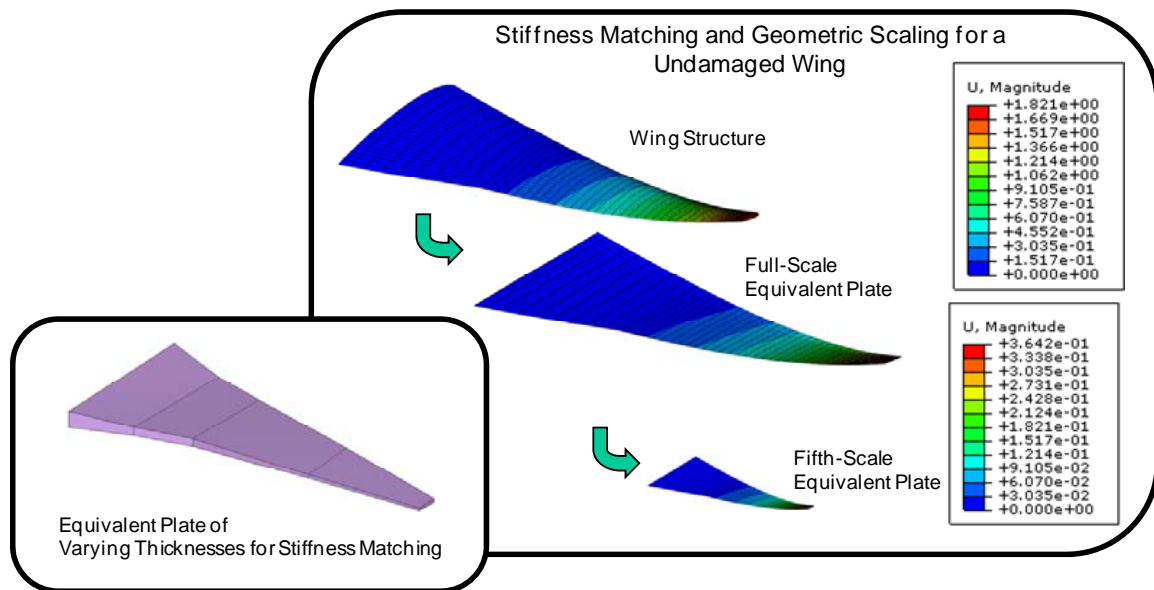 Stiffness Matching and Geometric Scaling for a
Undamaged Wing
Wing Structure
U, Magnitude
+1.821e+00
+1.669e+00
+1.517e+00
+1.366e+00
+1.214e+00
+1.062e+00
+9.105e-01
+7.587e-01
+6.070e-01
+4.552e-01
+3.035e-01
+1.517e-01
+0.000e+00
Full-Scale
Equivalent Plate
U, Magnitude
+3.642e-01
+3.338e-01
+3.035e-01
+2.731e-01
+2.428e-01
+2.124e-01
+1.821e-01
+1.517e-01
+1.214e-01
+9.105e-02
+6.070e-02
+3.035e-02
+0.000e+00
Fifth-Scale
Equivalent Plate
Equivalent Plate of
Varying Thicknesses for Stiffness Matching